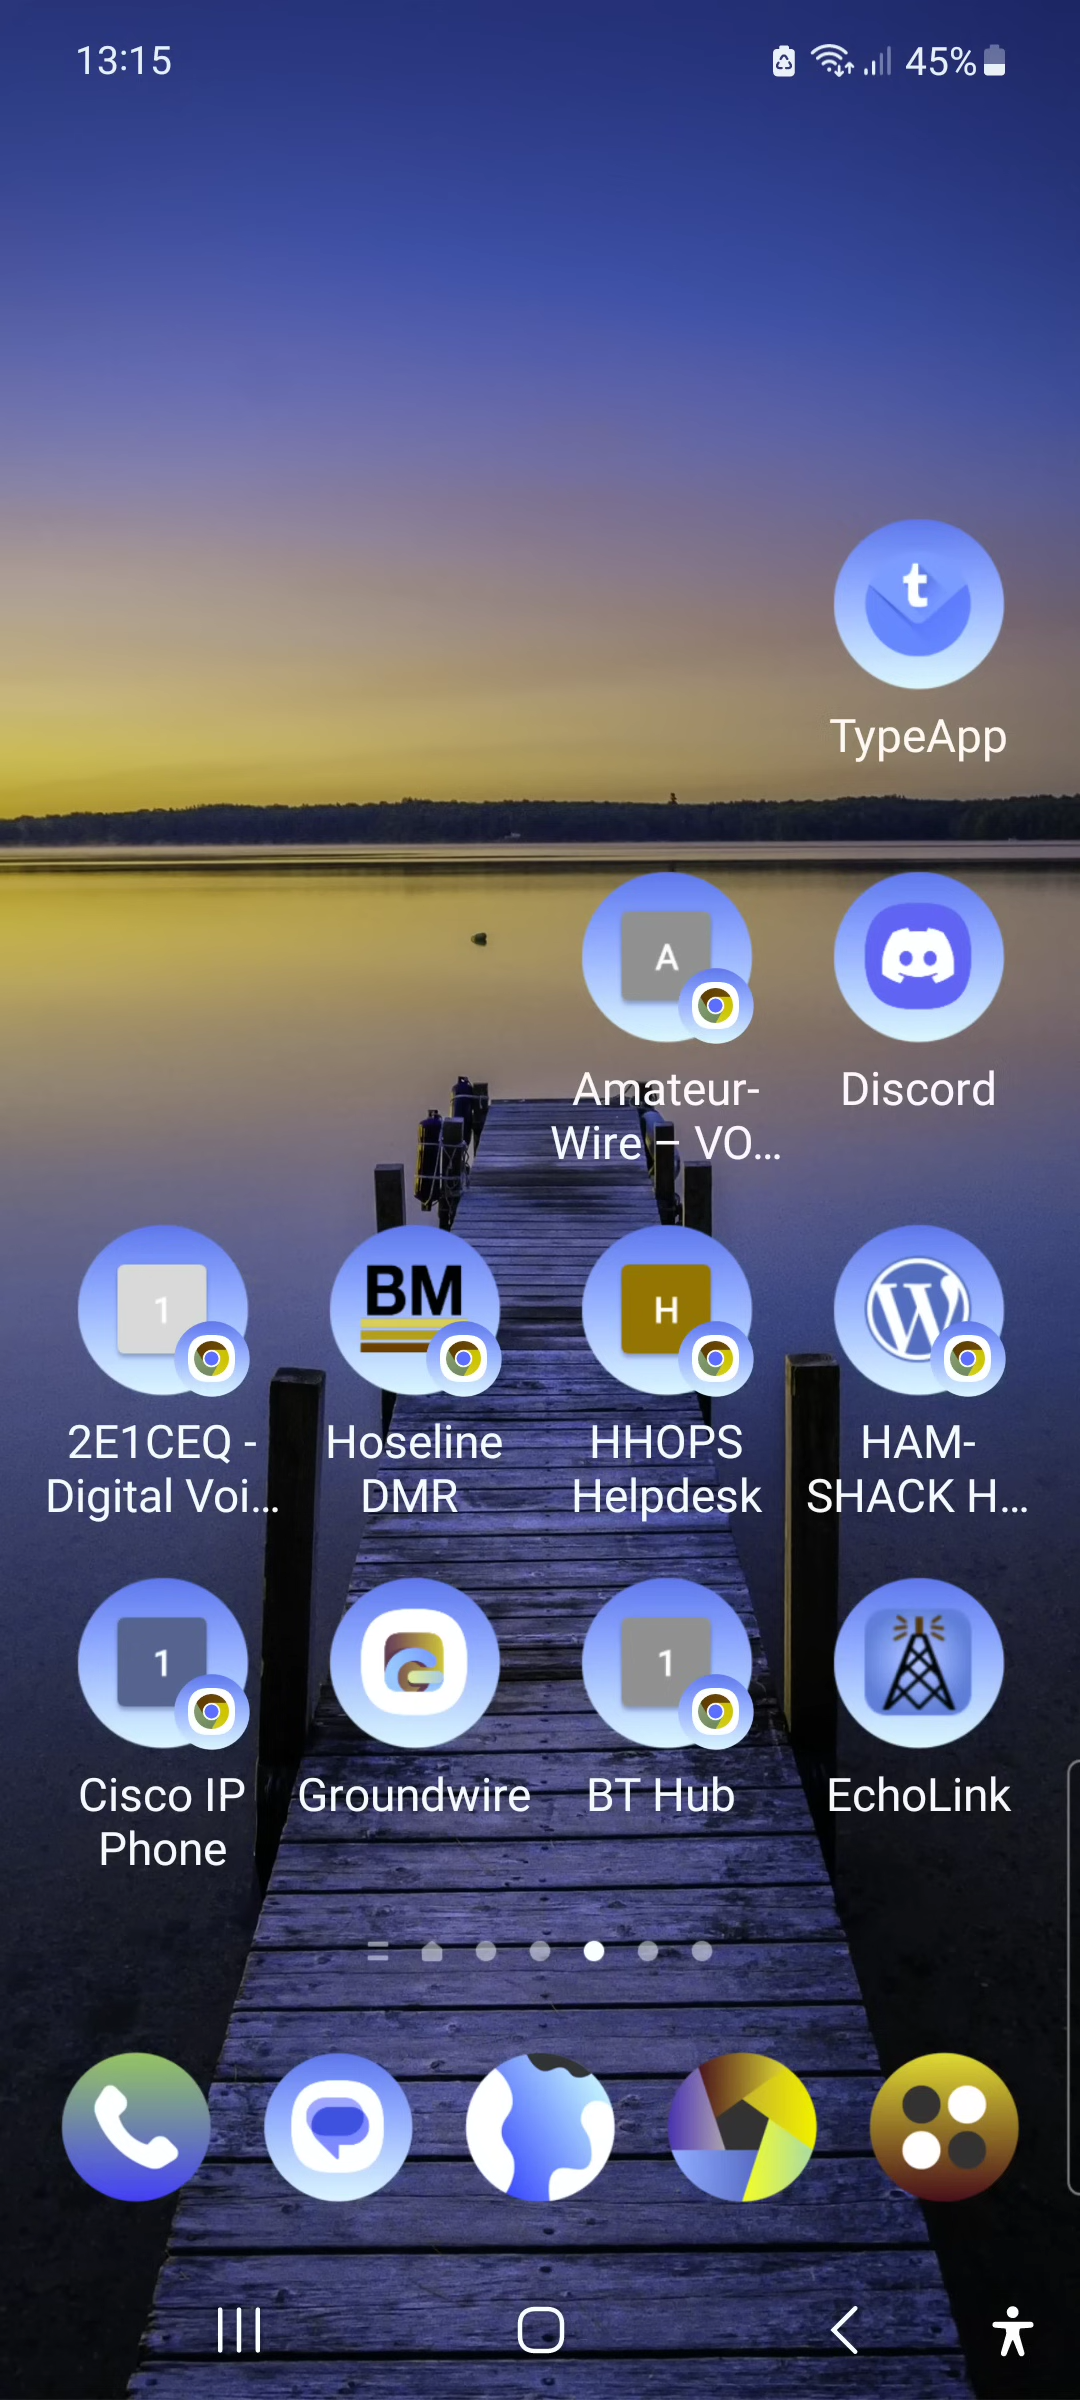 13:15
45%
t
TypeApp
A
Amateur-
Wire – VO...
Discord
1
BM
H
W
2E1CEQ -
Digital Voi...
Hoseline
DMR
HHOPS
Helpdesk
HAM-
SHACK H...
1
G
1
Cisco IP
Phone
Groundwire
BT Hub
EchoLink